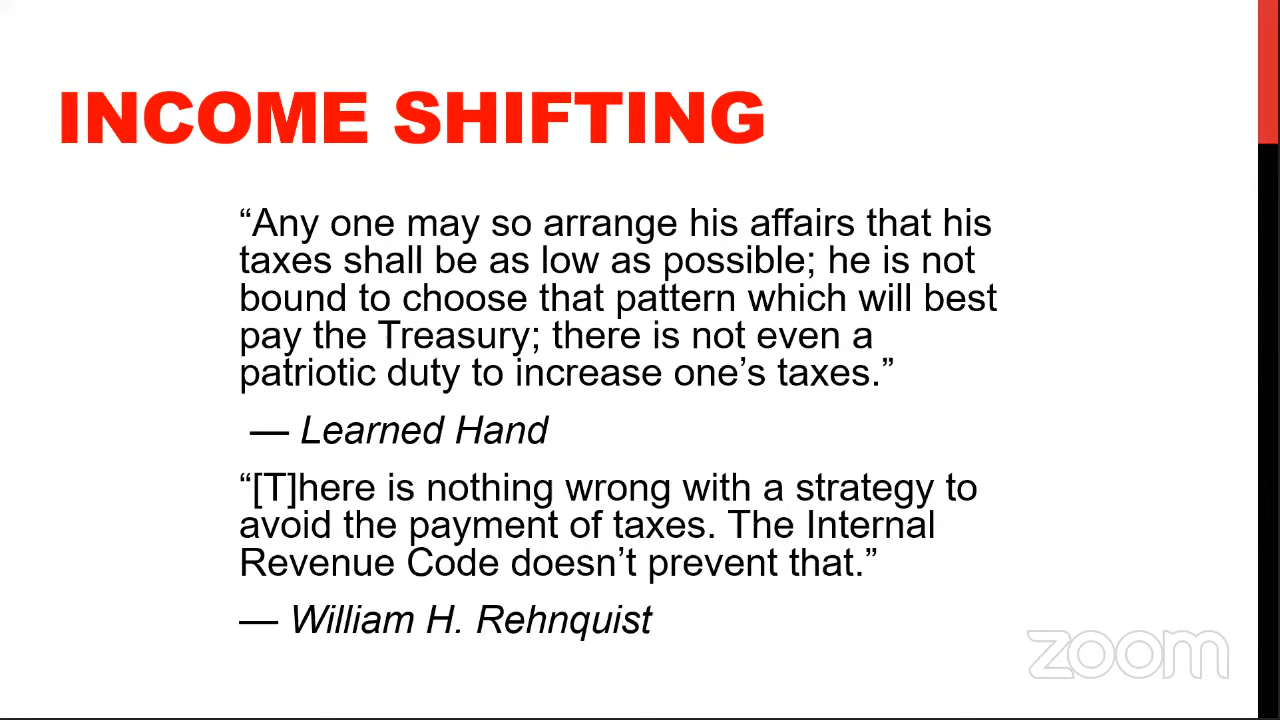 INCOME SHIFTING
“Any one may so arrange his affairs that his
taxes shall be as low as possible; he is not
bound to choose that pattern which will best
pay the Treasury; there is not even a
patriotic duty to increase one’s taxes.”
— Learned Hand
“[T]here is nothing wrong with a strategy to
avoid the payment of taxes. The Internal
Revenue Code doesn’t prevent that.”
— William H. Rehnquist
zoom